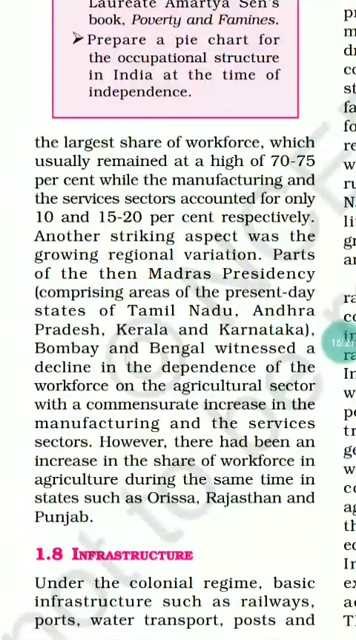 Laureate Amartya Sen's
book, Poverty and Famines.
➢Prepare a pie chart for
the occupational structure
in India at the time of
independence.
the largest share of workforce, which
usually remained at a high of 70-75
per cent while the manufacturing and
the services sectors accounted for only
10 and 15-20 per cent respectively.
Another striking aspect was the
growing regional variation. Parts
of the then Madras Presidency
(comprising areas of the present-day
states of Tamil Nadu, Andhra
Pradesh, Kerala and Karnataka),
Bombay and Bengal witnessed a
decline in the dependence of the
workforce on the agricultural sector
with a commensurate increase in the
manufacturing and the services
sectors. However, there had been an
increase in the share of workforce in
agriculture during the same time in
states such as Orissa, Rajasthan and
Punjab.
1.8 INFRASTRUCTURE
Under the colonial regime, basic
infrastructure such as railways,
ports, water transport, posts and